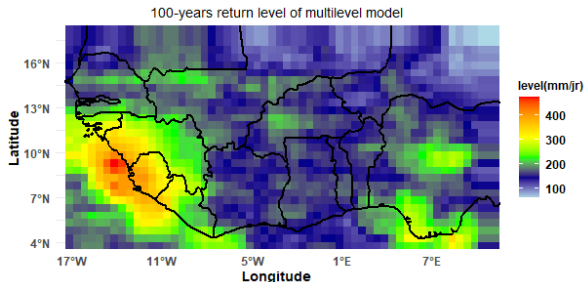 100-years return level of multilevel model
16°N
13°N
10°N
7°N
4°N
Latitude
17°W 11°W 5°W 1°E 7°E
Longitude
level(mm/jr)
400
300
200
100